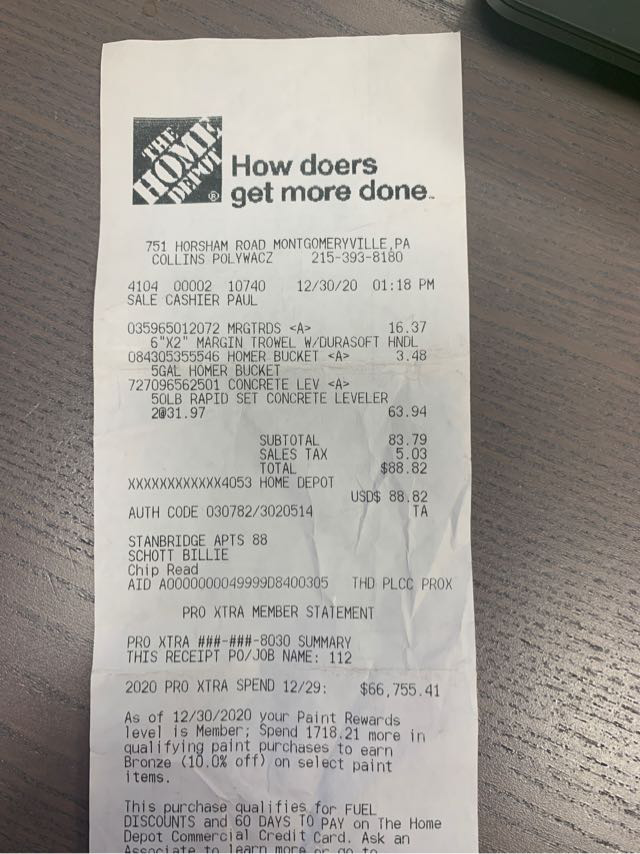 THE
HOME
DEPOT
®
How doers
get more done™
751 HORSHAM ROAD MONTGOMERYVILLE,PA
COLLINS POLYWACZ 215-393-8180
4104 00002 10740 12/30/20 01:18 PM
SALE CASHIER PAUL
035965012072 MRGTRDS <A> 16.37
6"X2" MARGIN TROWEL W/DURASOFT HNDL
084305355546 HOMER BUCKET <A> 3.48
5GAL HOMER BUCKET
727096562501 CONCRETE LEV <A>
50LB RAPID SET CONCRETE LEVELER
2@31.97 63.94
SUBTOTAL 83.79
SALES TAX 5.03
TOTAL $88.82
XXXXXXXXXXXX4053 HOME DEPOT
USD$ 88.82
AUTH CODE 030782/3020514 TA
STANBRIDGE APTS 88
SCHOTT BILLIE
Chip Read
AID A0000000049999D8400305 THD PLCC PROX
PRO XTRA MEMBER STATEMENT
PRO XTRA ###-###-8030 SUMMARY
THIS RECEIPT PO/JOB NAME: 112
2020 PRO XTRA SPEND 12/29: $66,755.41
As of 12/30/2020 your Paint Rewards
level is Member; Spend 1718.21 more in
qualifying paint purchases to earn
Bronze (10.0% off) on select paint
items.
This purchase qualifies for FUEL
DISCOUNTS and 60 DAYS TO PAY on The Home
Depot Commercial Credit Card. Ask an
Associate to learn more or go to